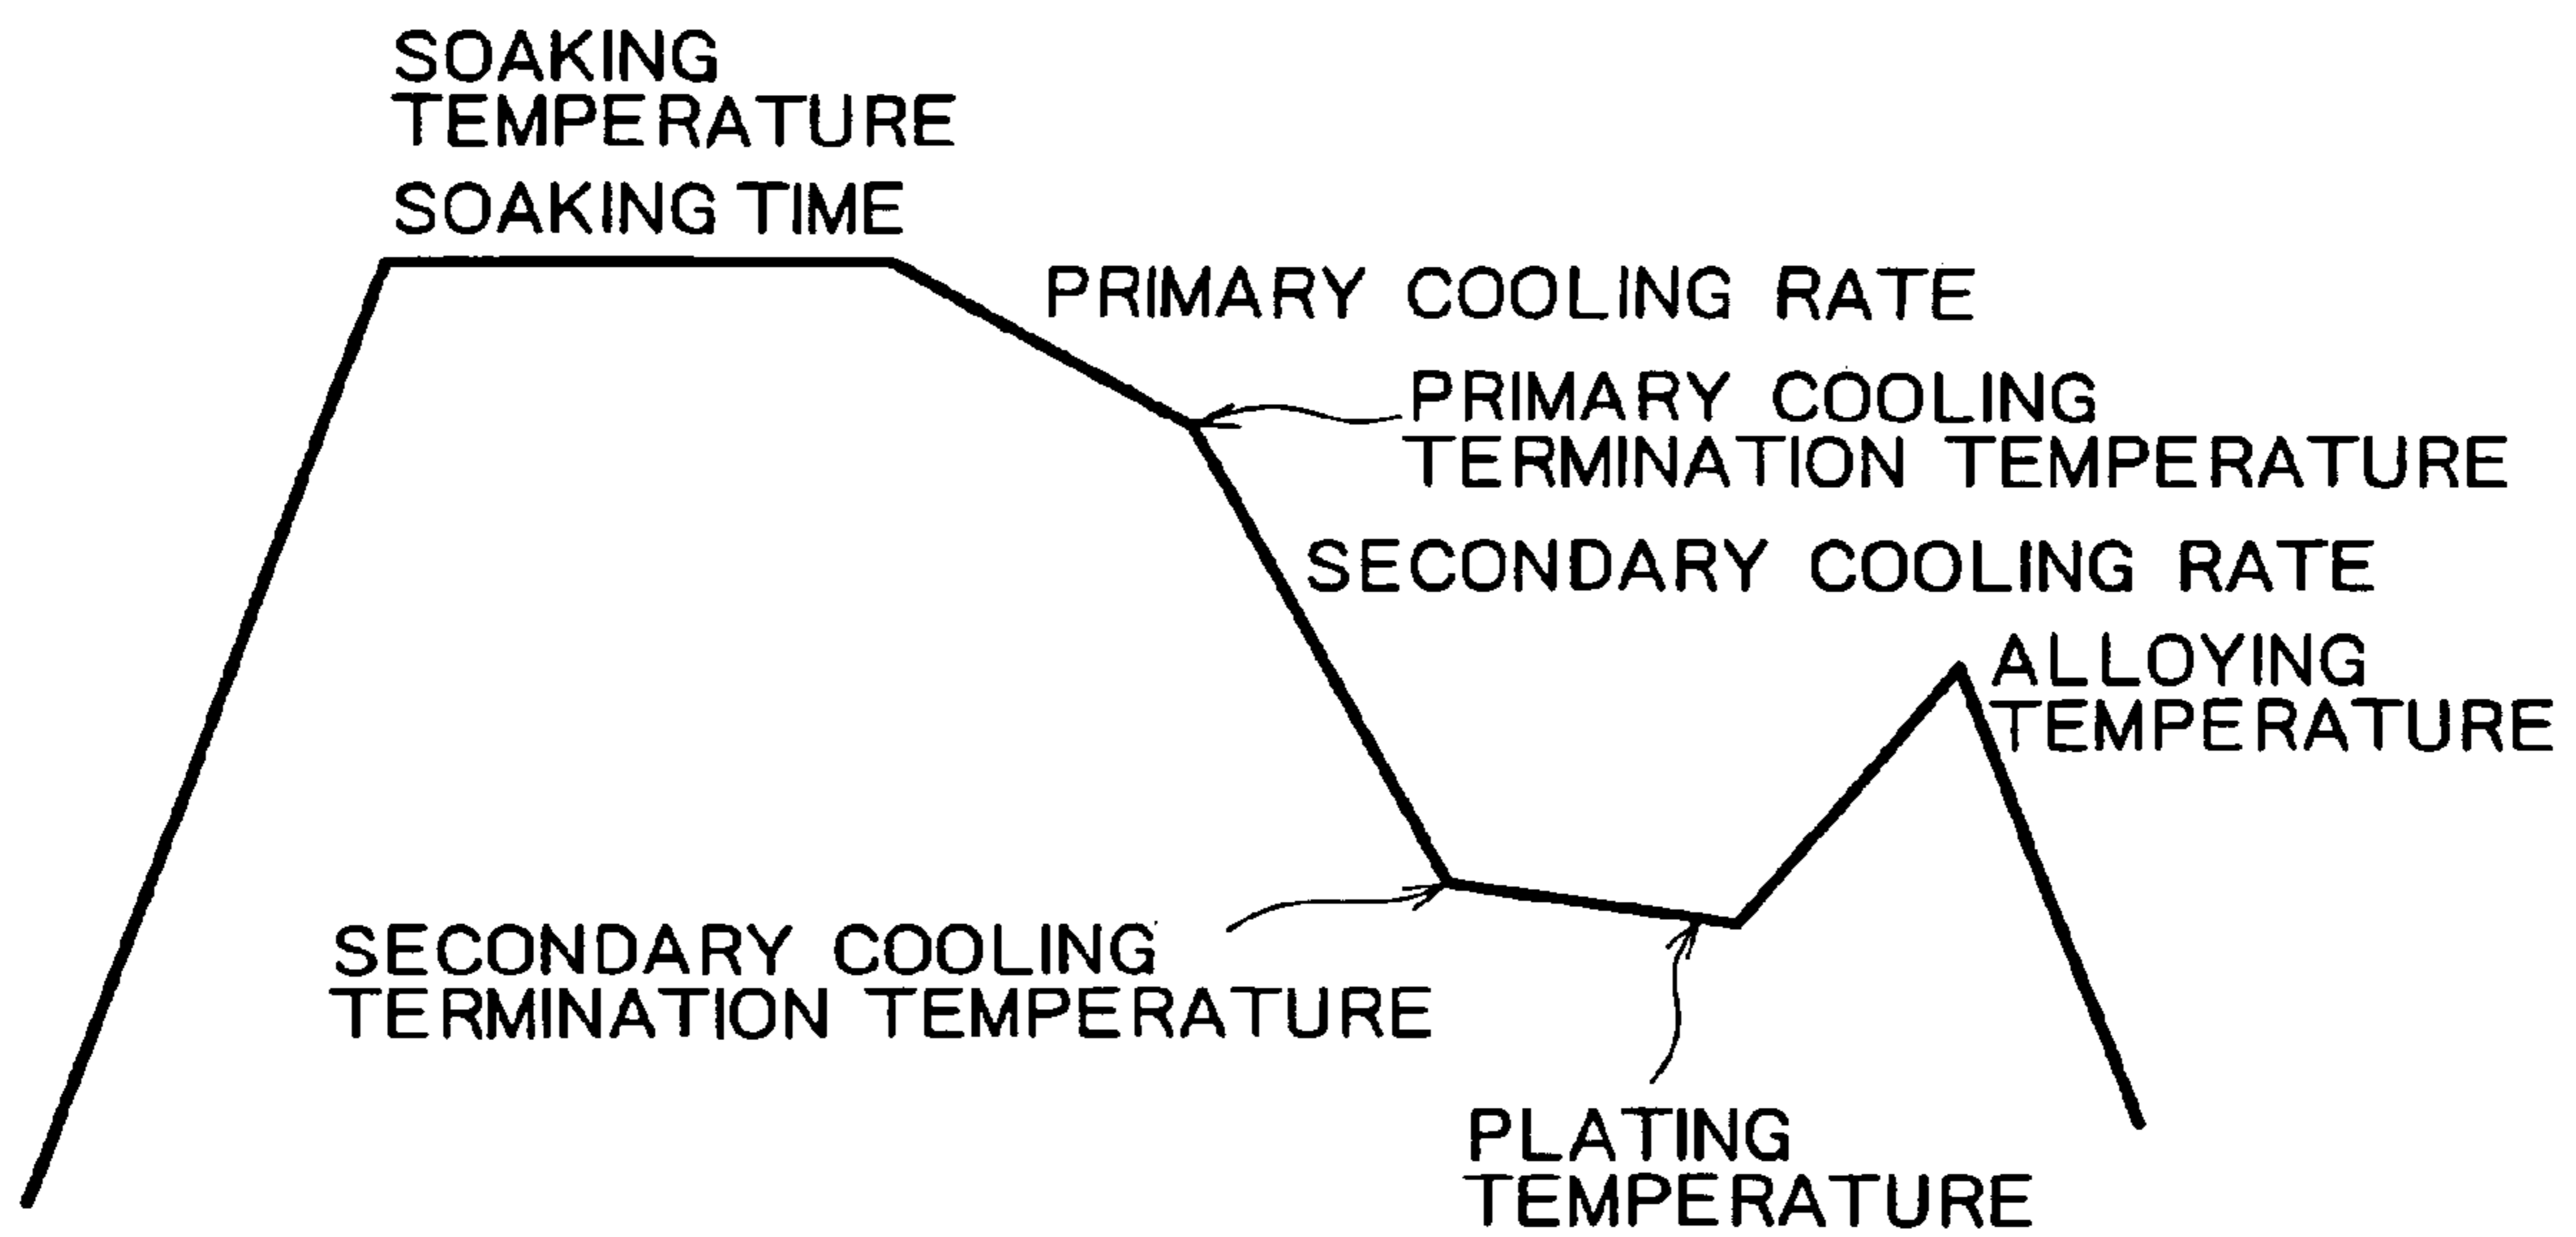 SOAKING
TEMPERATURE
SOAKING TIME
PRIMARY COOLING RATE
PRIMARY COOLING
TERMINATION TEMPERATURE
SECONDARY COOLING RATE
ALLOYING
TEMPERATURE
SECONDARY COOLING
TERMINATION TEMPERATURE
PLATING
TEMPERATURE